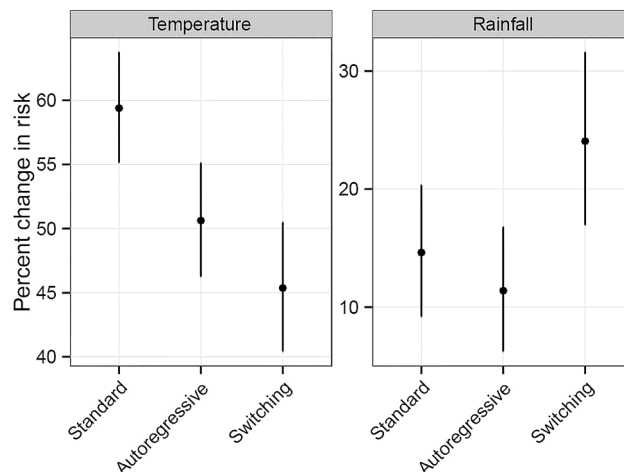 Temperature
Rainfall
Percent change in risk
60
55
50
45
40
30
20
10
Standard
Autoregressive
Switching
Standard
Autoregressive
Switching